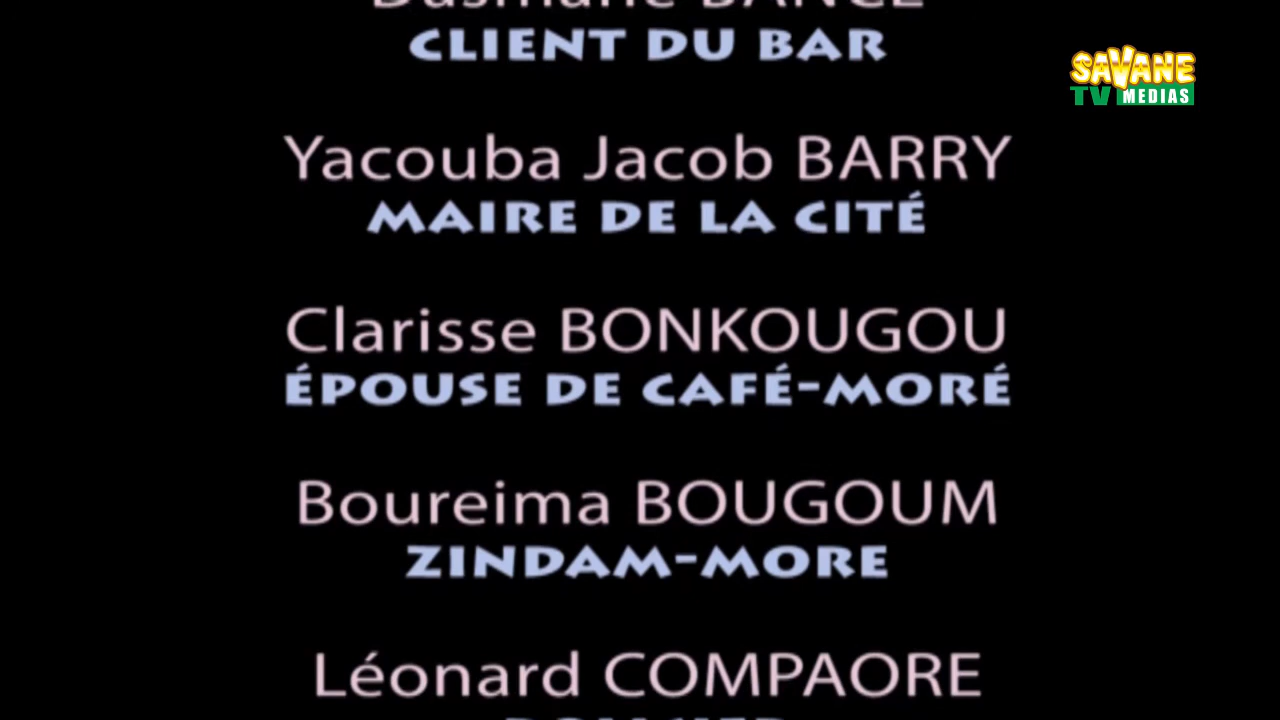 CLIENT DU BAR
SAVANE
TV MEDIAS
Yacouba Jacob BARRY
MAIRE DE LA CITÉ
Clarisse BONKOUGOU
ÉPOUSE DE CAFÉ-MORÉ
Boureima BOUGOUM
ZINDAM-MORE
Léonard COMPAORE